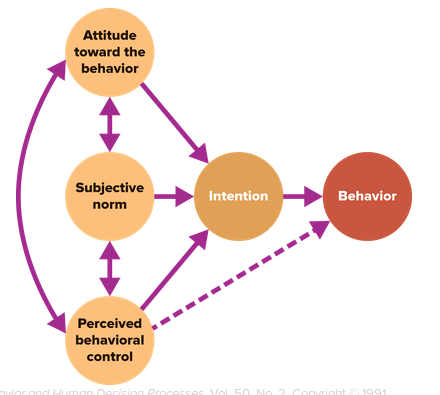 Attitude
toward the
behavior
Subjective
norm
Intention
Behavior
Perceived
behavioral
control
avior and Human Decision Processes, Vol. 50, No. 2, Copyright © 1991